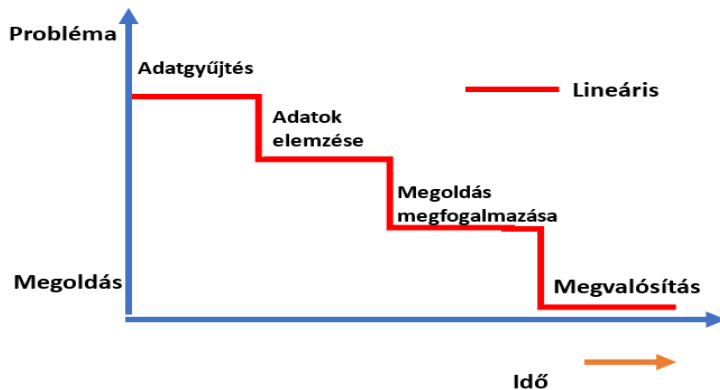 Probléma
Adatgyűjtés
Lineáris
Adatok
elemzése
Megoldás
megfogalmazása
Megoldás
Megvalósítás
Idő